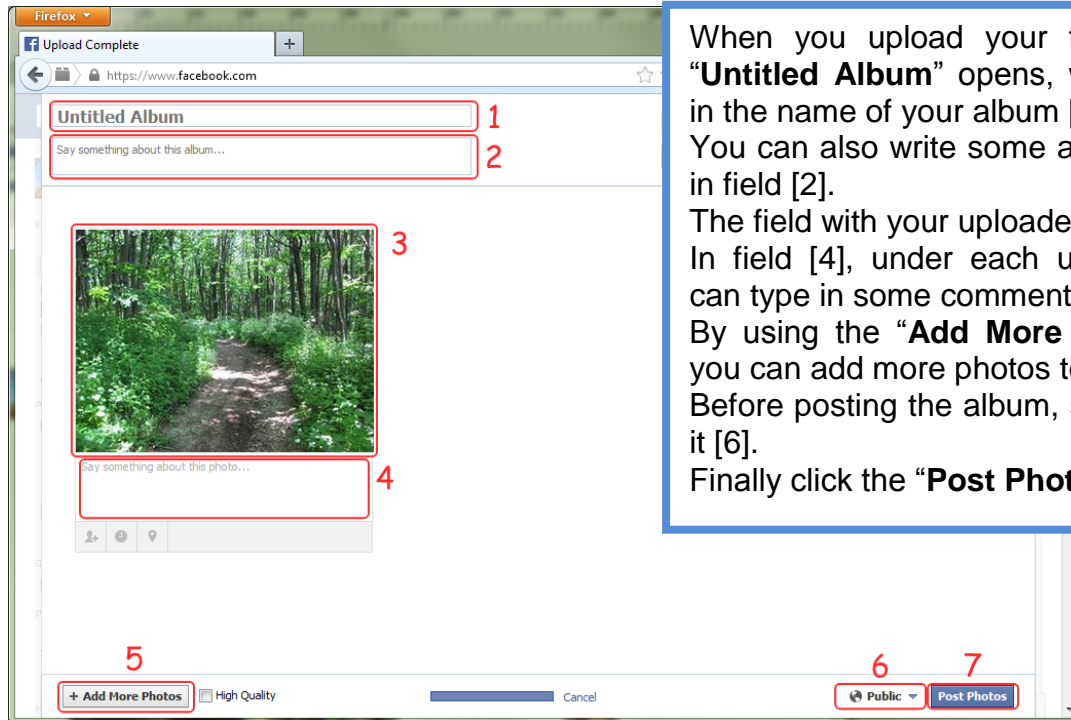 Firefox
Upload Complete
https://www.facebook.com
Untitled Album
1
Say something about this album...
2
3
Say something about this photo...
4
5
+ Add More Photos
High Quality
Cancel
6
Public
7
Post Photos
When you upload your
“Untitled Album” opens,
in the name of your album [
You can also write some
in field [2].
The field with your
In field [4], under each
can type in some comment
By using the “Add More
you can add more photos
Before posting the album,
it [6].
Finally click the “Post